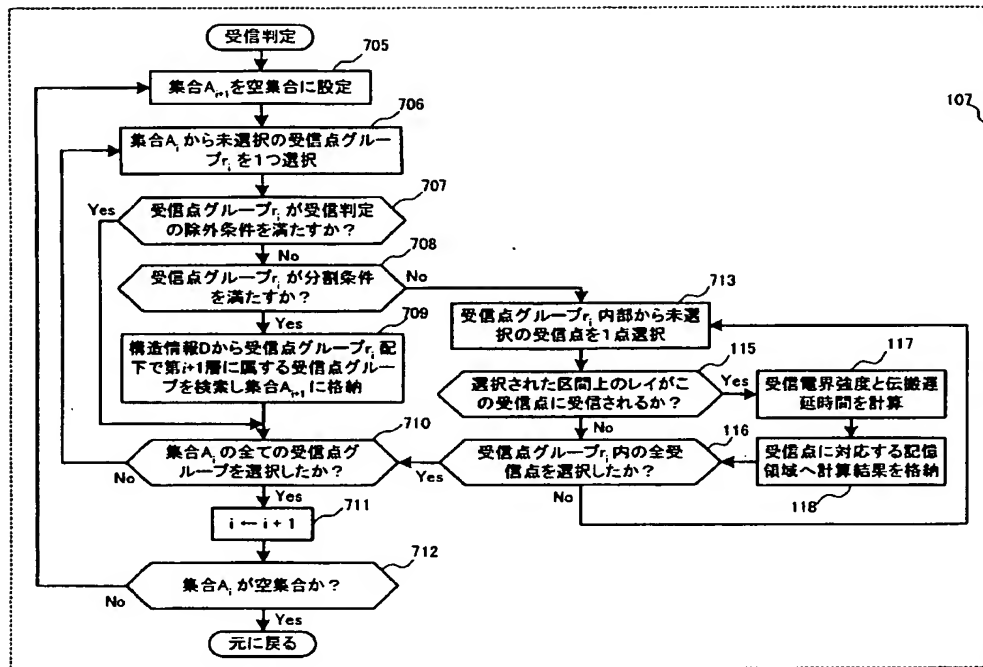 受信判定
705
集合Ai+1を空集合に設定
107
706
集合Aiから未選択の受信点グルー
プriを1つ選択
707
Yes
受信点グループriが受信判定
の除外条件を満たすか？
No
708
受信点グループriが分割条件
を満たすか？
No
Yes
713
受信点グループri内部から未選
択の受信点を1点選択
709
構造情報Dから受信点グループri配
下で第i+1層に属する受信点グルー
プを検索し集合Ai+1に格納
115
選択された区間上のレイがこ
の受信点に受信されるか？
Yes
No
117
受信電界強度と伝搬遅
延時間を計算
710
集合Aiの全ての受信点グ
ループを選択したか？
No
Yes
116
受信点グループri内の全受
信点を選択したか？
Yes
No
受信点に対応する記憶
領域へ計算結果を格納
118
711
i ← i + 1
712
集合Aiが空集合か？
No
Yes
元に戻る